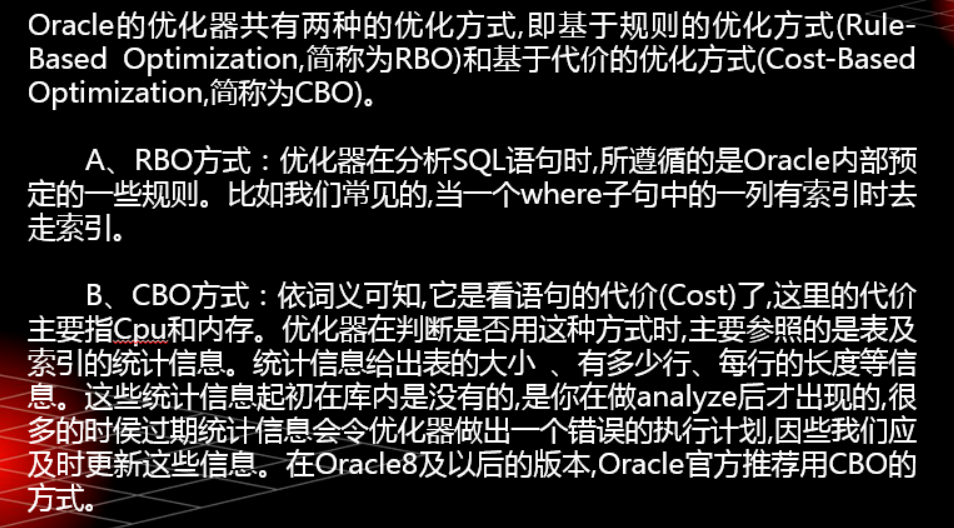 Oracle的优化器共有两种的优化方式,即基于规则的优化方式(Rule-
Based Optimization,简称为RBO)和基于代价的优化方式(Cost-Based
Optimization,简称为CBO)。
A、RBO方式：优化器在分析SQL语句时,所遵循的是Oracle内部预
定的一些规则。比如我们常见的,当一个where子句中的一列有索引时去
走索引。
B、CBO方式：依词义可知,它是看语句的代价(Cost)了,这里的代价
主要指Cpu和内存。优化器在判断是否用这种方式时,主要参照的是表及
索引的统计信息。统计信息给出表的大小 、有多少行、每行的长度等信
息。这些统计信息起初在库内是没有的,是你在做analyze后才出现的,很
多的时侯过期统计信息会令优化器做出一个错误的执行计划,因些我们应
及时更新这些信息。在Oracle8及以后的版本,Oracle官方推荐用CBO的
方式。